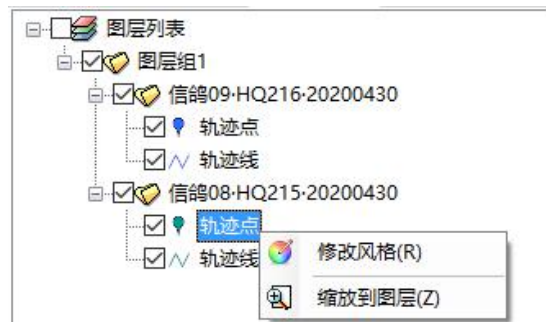 图层列表
图层组1
信鸽09·HQ216·20200430
轨迹点
轨迹线
信鸽08·HQ215·20200430
轨迹点
轨迹线
修改风格(R)
缩放到图层(Z)